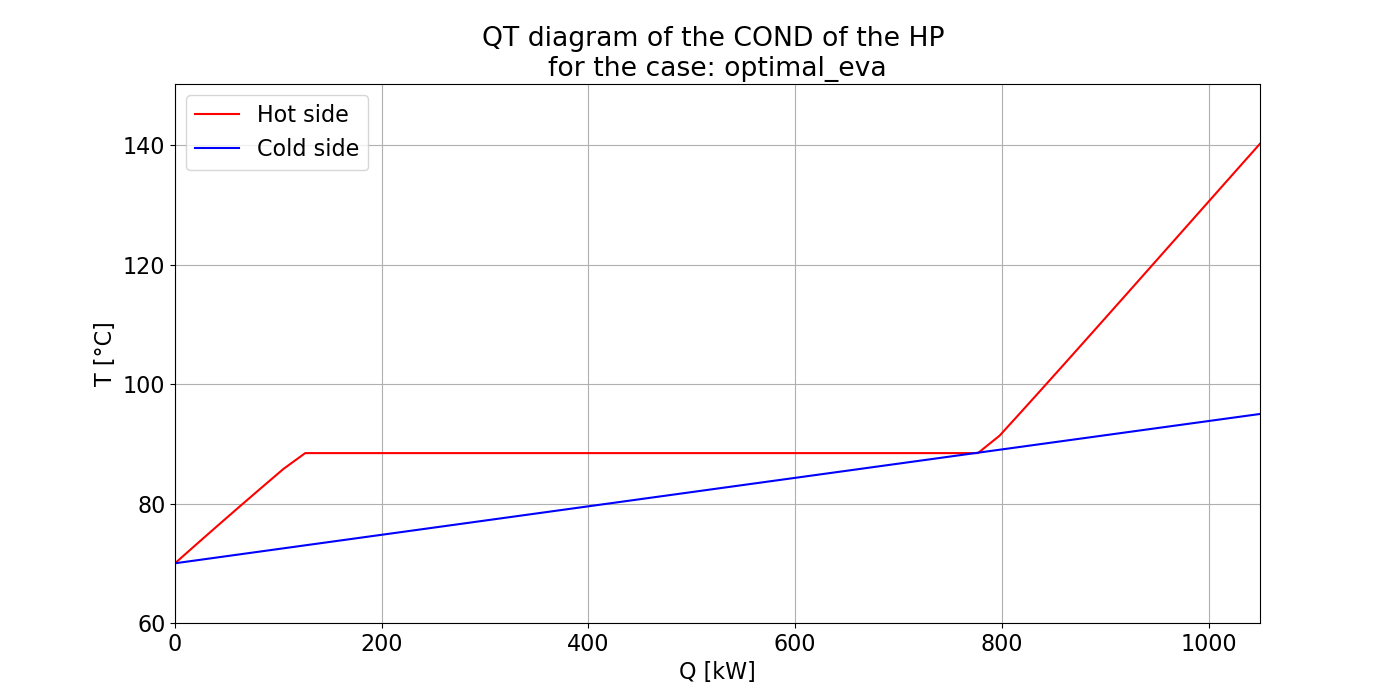 QT diagram of the COND of the HP
for the case: optimal_eva
Hot side
Cold side
T [°C]
140
120
100
80
60
0
200
400
600
800
1000
Q [kW]